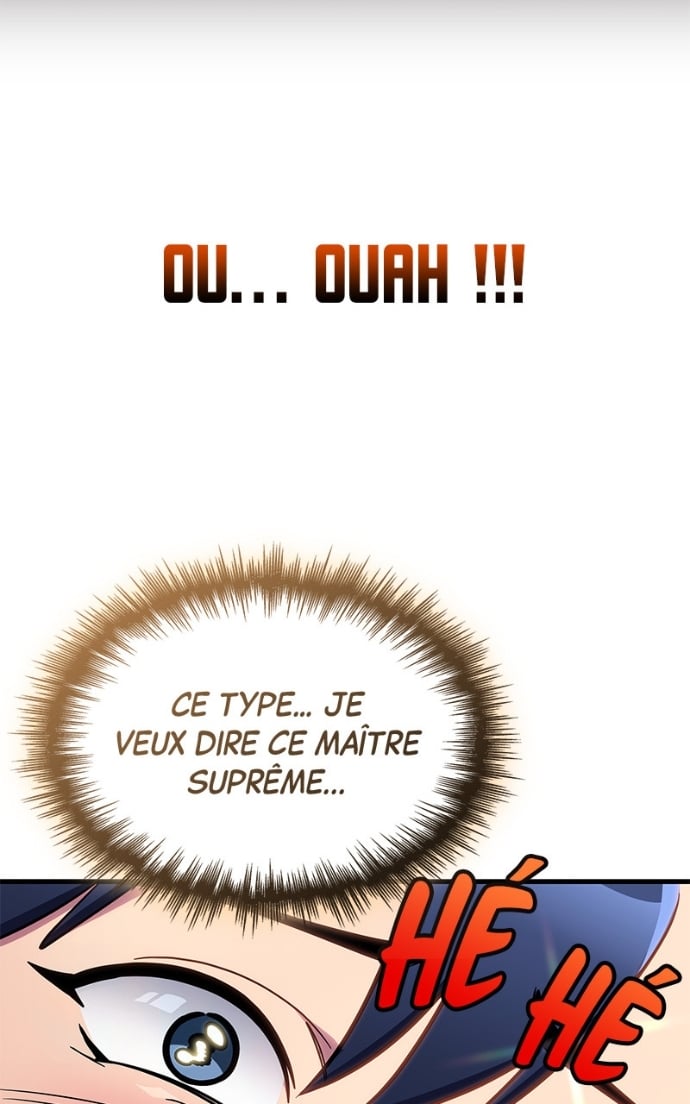 OU... OUAH !!!
CE TYPE... JE
VEUX DIRE CE MAÎTRE
SUPRÊME...
HÉ
HÉ